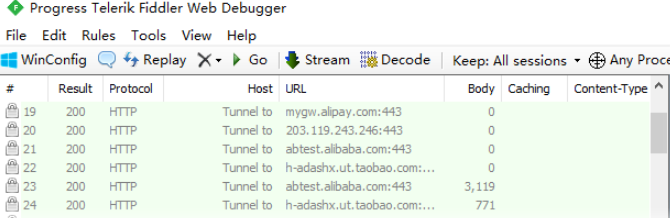 Progress Telerik Fiddler Web Debugger
File Edit Rules Tools View Help
WinConfig Replay X Go Stream Decode Keep: All sessions Any Proce
# Result Protocol Host URL Body Caching Content-Type
19 200 HTTP Tunnel to mygw.alipay.com:443 0
20 200 HTTP Tunnel to 203.119.243.246:443 0
21 200 HTTP Tunnel to abtest.alibaba.com:443 0
22 200 HTTP Tunnel to h-adashx.ut.taobao.com:... 0
23 200 HTTP Tunnel to abtest.alibaba.com:443 3,119
24 200 HTTP Tunnel to h-adashx.ut.taobao.com:... 771